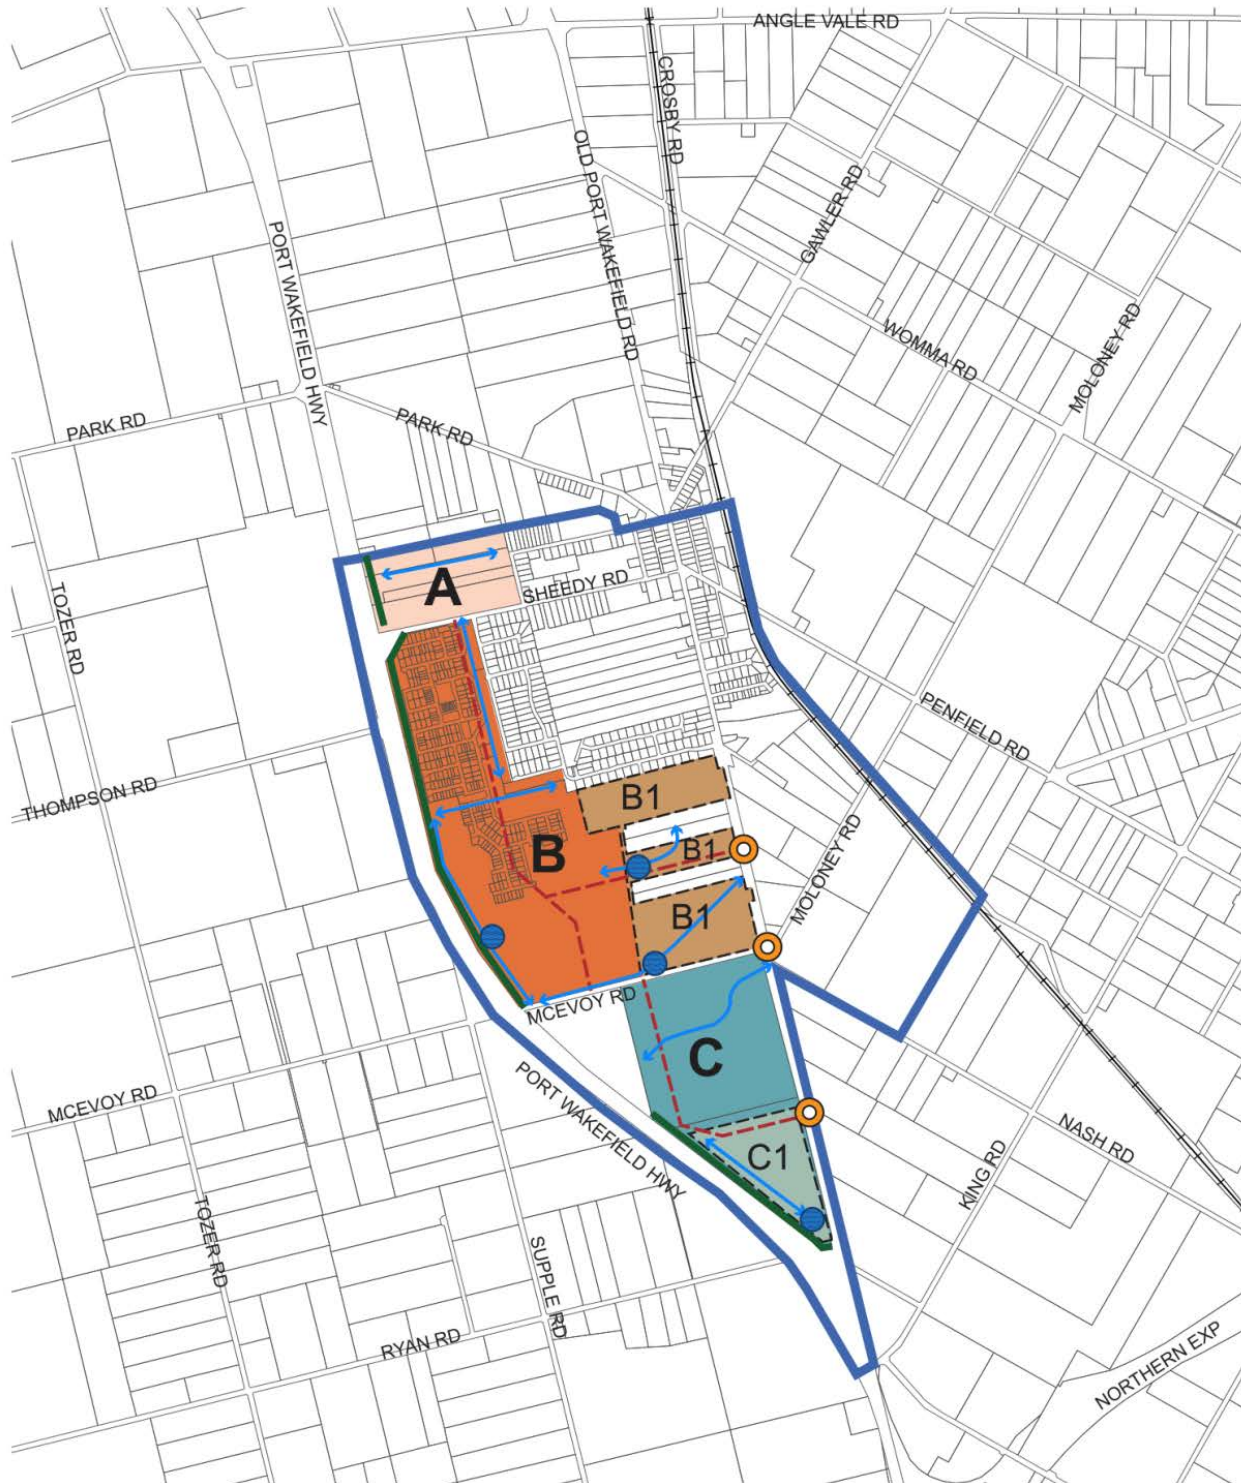 ANGLE VALE RD
CROSBY RD
OLD PORT WAKEFIELD RD
GAWLER RD
PORT WAKEFIELD HWY
WOMMA RD
MOLONEY RD
PARK RD
PARK RD
A
SHEEDY RD
TOZER RD
PENFIELD RD
THOMPSON RD
B1
B
B1
MOLONEY RD
B1
MCEVOY RD
C
MCEVOY RD
PORT WAKEFIELD HWY
C1
NASH RD
KING RD
TOZER RD
SUPPLE RD
RYAN RD
NORTHERN EXP